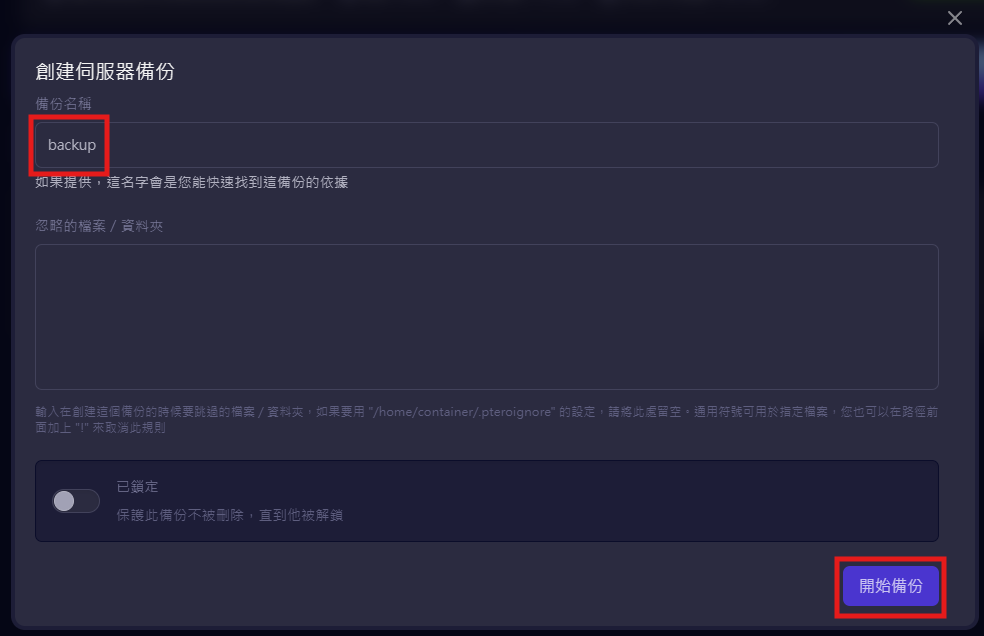 創建伺服器備份
備份名稱
backup
如果提供，這名字會是您能快速找到這備份的依據
忽略的檔案 / 資料夾
輸入在創建這個備份的時候要跳過的檔案 / 資料夾，如果要用 "/home/container/.pteroignore" 的設定，請將此處留空。通用符號可用於指定檔案，您也可以在路徑前
面加上 "!" 來取消此規則
已鎖定
保護此備份不被刪除，直到他被解鎖
開始備份